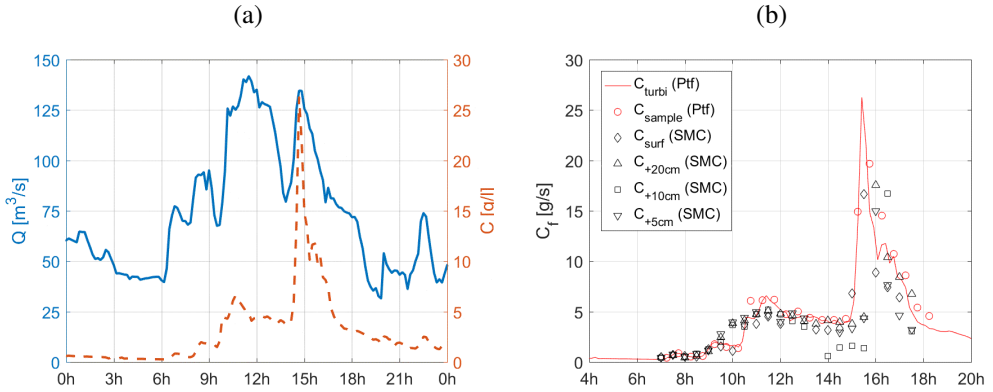 (a)
(b)
150
125
100
75
50
25
0
Q [m³/s]
30
25
20
15
10
5
0
C [g/l]
0h 3h 6h 9h 12h 15h 18h 21h 0h
30
25
20
15
10
5
0
C_f [g/s]
C_turbi (Ptf)
C_sample (Ptf)
C_surf (SMC)
C_+20cm (SMC)
C_+10cm (SMC)
C_+5cm (SMC)
4h 6h 8h 10h 12h 14h 16h 18h 20h